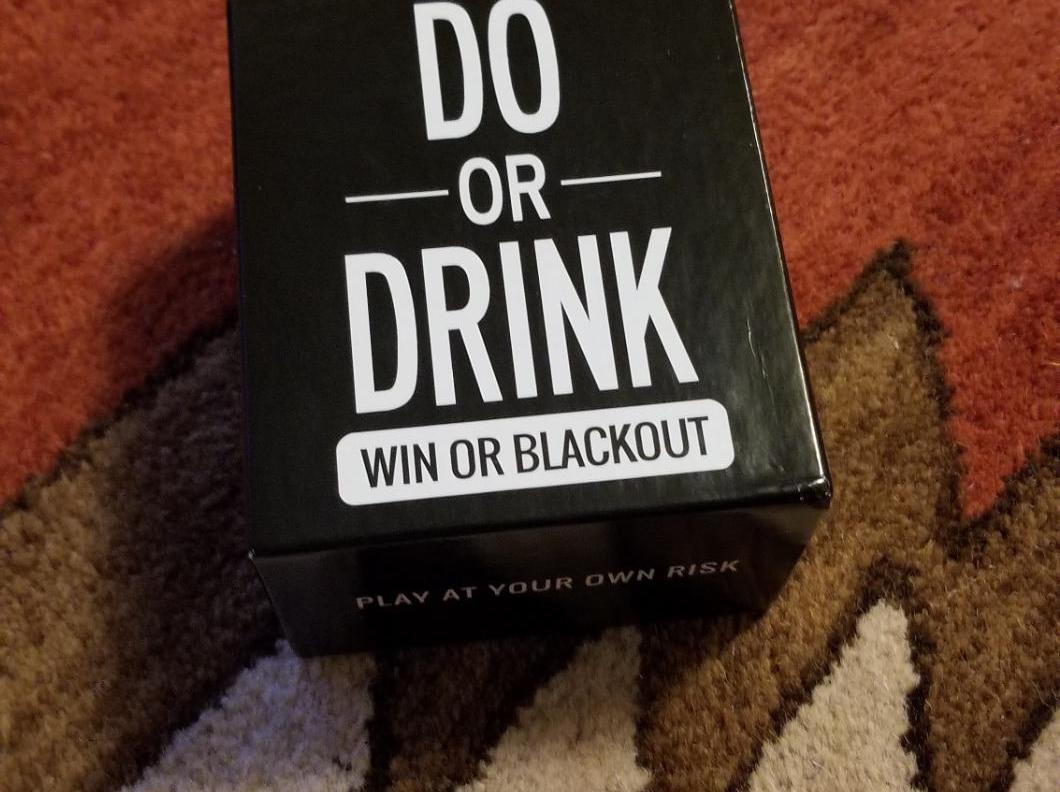 DO
OR
DRINK
WIN OR BLACKOUT
PLAY AT YOUR OWN RISK